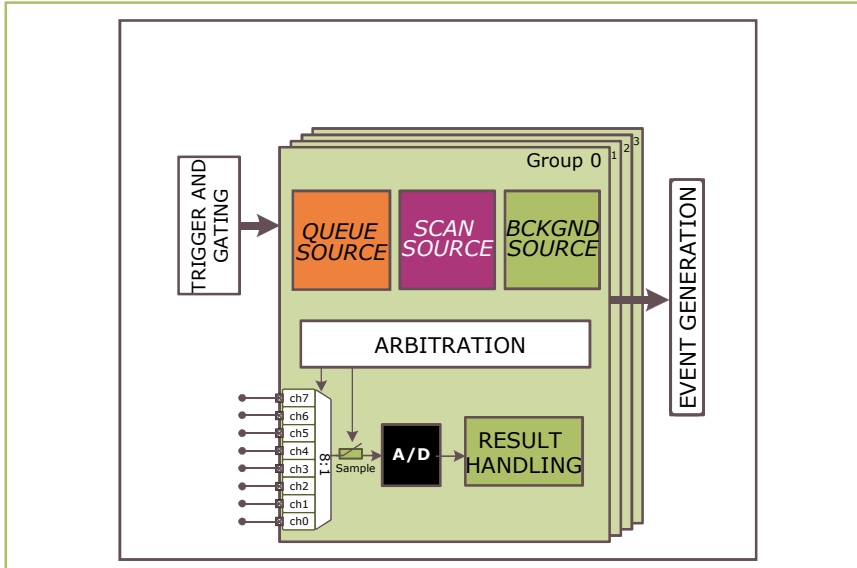 Group 0
1
2
3
TRIGGER AND
GATING
QUEUE
SOURCE
SCAN
SOURCE
BCKGND
SOURCE
EVENT GENERATION
ARBITRATION
ch7
ch6
ch5
ch4
ch3
ch2
ch1
ch0
8:1
Sample
A/D
RESULT
HANDLING